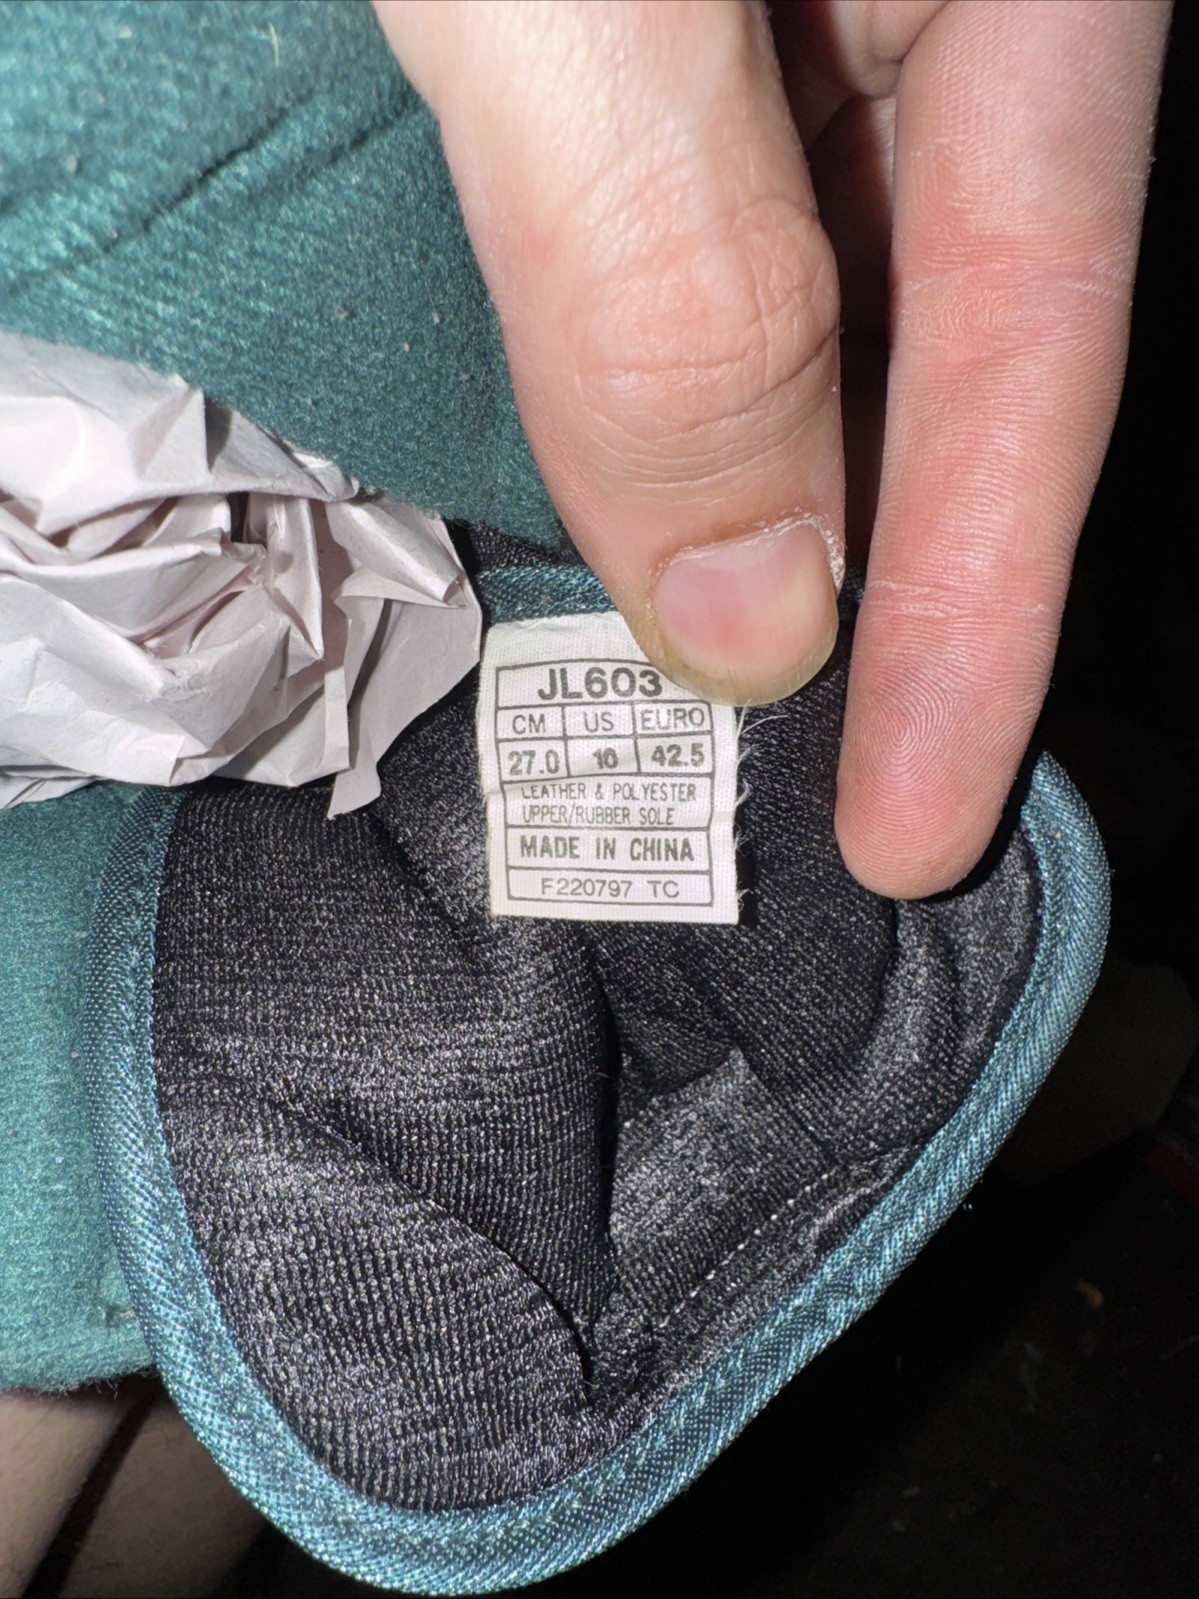 JL603
CM US EURO
27.0 10 42.5
LEATHER & POLYESTER
UPPER/RUBBER SOLE
MADE IN CHINA
F220797 TC